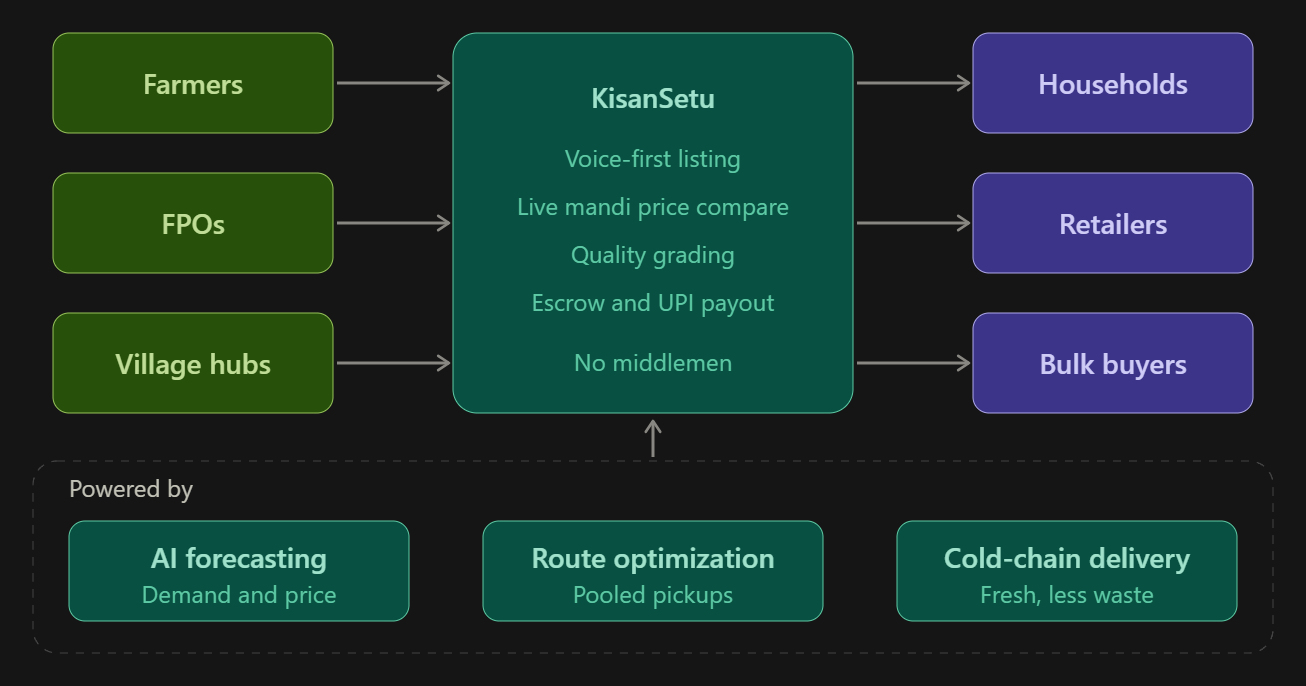 Farmers
FPOs
Village hubs
KisanSetu
Voice-first listing
Live mandi price compare
Quality grading
Escrow and UPI payout
No middlemen
Households
Retailers
Bulk buyers
Powered by
AI forecasting
Demand and price
Route optimization
Pooled pickups
Cold-chain delivery
Fresh, less waste